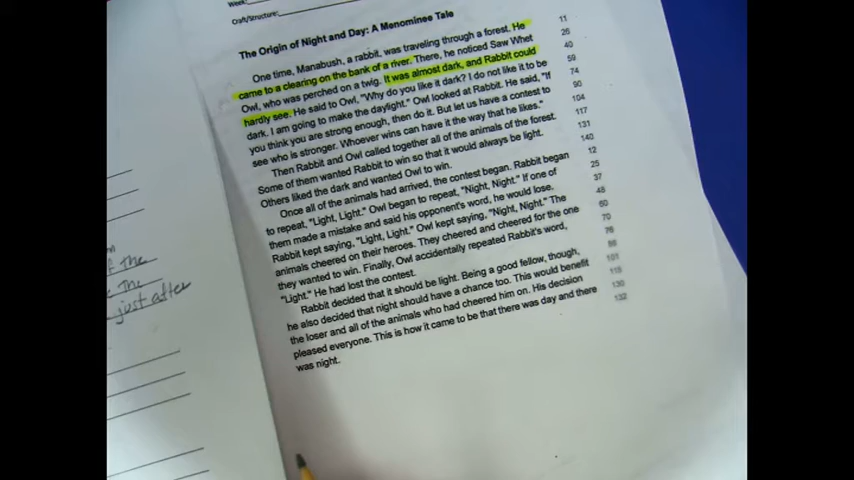 Week:
Craft/Structure:
The Origin of Night and Day: A Menominee Tale
One time, Manabush, a rabbit, was traveling through a forest. He 11
came to a clearing on the bank of a river. There, he noticed Saw Whet 26
Owl, who was perched on a twig. It was almost dark, and Rabbit could 40
hardly see. He said to Owl, "Why do you like it dark? I do not like it to be 59
dark. I am going to make the daylight." Owl looked at Rabbit. He said, "If 74
you think you are strong enough, then do it. But let us have a contest to 90
see who is stronger. Whoever wins can have it the way that he likes." 104
Then Rabbit and Owl called together all of the animals of the forest. 117
Some of them wanted Rabbit to win so that it would always be light. 131
Others liked the dark and wanted Owl to win. 140
Once all of the animals had arrived, the contest began. Rabbit began 12
to repeat, "Light, Light." Owl began to repeat, "Night, Night." If one of 25
them made a mistake and said his opponent's word, he would lose. 37
Rabbit kept saying, "Light, Light." Owl kept saying, "Night, Night." The 48
animals cheered on their heroes. They cheered and cheered for the one 60
they wanted to win. Finally, Owl accidentally repeated Rabbit's word, 70
"Light." He had lost the contest. 76
Rabbit decided that it should be light. Being a good fellow, though, 88
he also decided that night should have a chance too. This would benefit 101
the loser and all of the animals who had cheered him on. His decision 115
pleased everyone. This is how it came to be that there was day and there 130
was night. 132
of the
the
just after